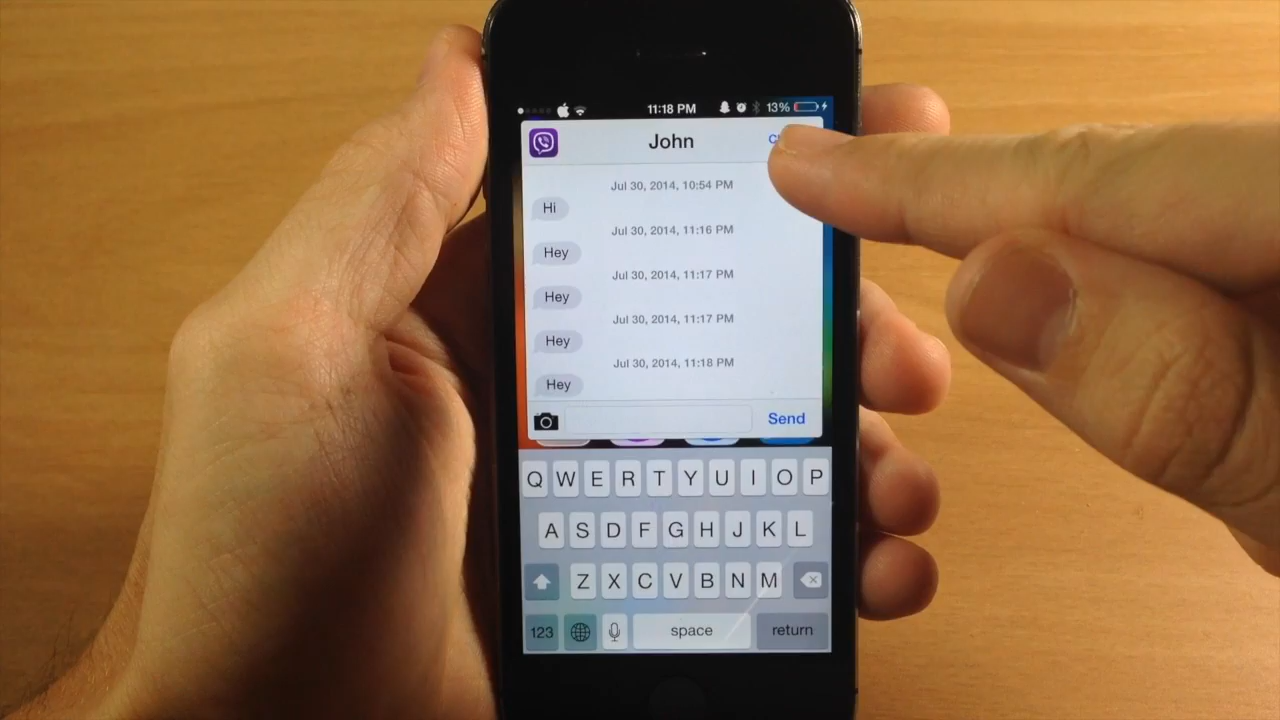 11:18 PM 13%
John
Jul 30, 2014, 10:54 PM
Hi
Jul 30, 2014, 11:16 PM
Hey
Jul 30, 2014, 11:17 PM
Hey
Jul 30, 2014, 11:17 PM
Hey
Jul 30, 2014, 11:18 PM
Hey
Send
Q W E R T Y U I O P
A S D F G H J K L
Z X C V B N M
123 space return